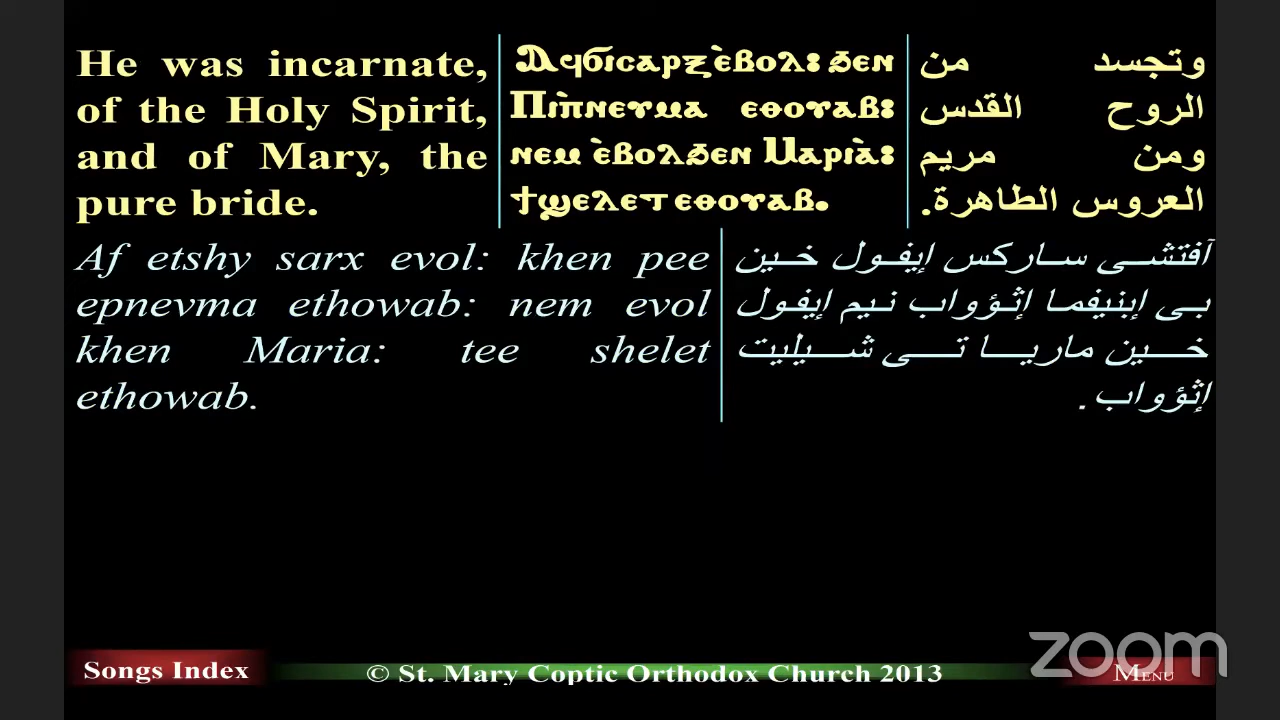 He was incarnate,
of the Holy Spirit,
and of Mary, the
pure bride.
Ⲁϥϭⲓⲥⲁⲣⲝ ⲉ̀ⲃⲟⲗ: ϧⲉⲛ
Ⲡⲓⲡ̀ⲛⲉⲩⲙⲁ ⲉⲑⲟⲩⲁⲃ:
ⲛⲉⲙ ⲉ̀ⲃⲟⲗϧⲉⲛ Ⲙⲁⲣⲓⲁ̀:
ϯϣⲉⲗⲉⲧ ⲉⲑⲟⲩⲁⲃ.
وتجسد من
الروح القدس
ومن مريم
العروس الطاهرة.
Af etshy sarx evol: khen pee
epnevma ethowab: nem evol
khen Maria: tee shelet
ethowab.
آفتشى ساركس إيفول خين
بى إبنيفما إثؤواب نيم إيفول
خين ماريا تى شيليت
إثؤواب.
Songs Index
© St. Mary Coptic Orthodox Church 2013
Menu
zoom